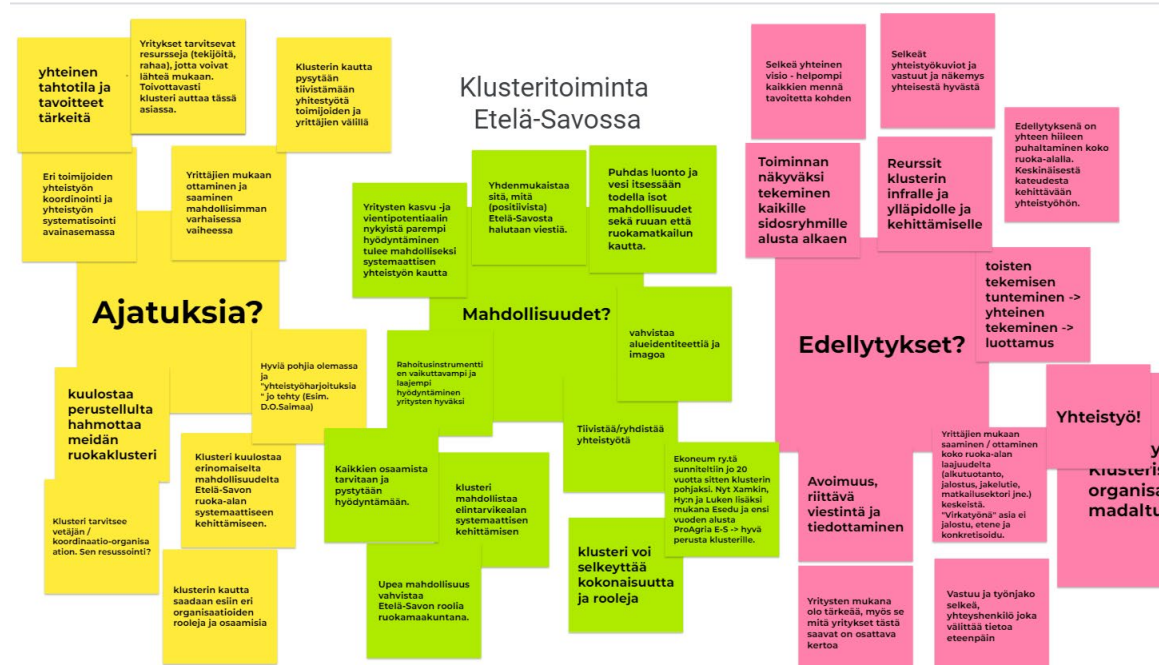 Klusteritoiminta
Etelä-Savossa
yhteinen
tahtotila ja
tavoitteet
tärkeitä
Yritykset tarvitsevat
resursseja (tekijöitä,
rahaa), jotta voivat
lähteä mukaan.
Toivottavasti
klusteri auttaa tässä
asiassa.
Klusterin kautta
pysytään
tiivistämään
yhitestyötä
toimijoiden ja
yrittäjien välillä
Eri toimijoiden
yhteistyön
koordinointi ja
yhteistyön
systematisointi
avainasemassa
Yrittäjien mukaan
ottaminen ja
saaminen
mahdollisimman
varhaisessa
vaiheessa
Ajatuksia?
Hyviä pohjia olemassa
ja
"yhteistyöharjoituksia
" jo tehty (Esim.
D.O.Saimaa)
kuulostaa
perustellulta
hahmottaa
meidän
ruokaklusteri
Klusteri kuulostaa
erinomaiselta
mahdollisuudelta
Etelä-Savon
ruoka-alan
systemaattiseen
kehittämiseen.
Klusteri tarvitsee
vetäjän /
koordinaatio-organisa
ation. Sen resussointi?
klusterin kautta
saadaan esiin eri
organisaatioiden
rooleja ja osaamisia
Yritysten kasvu -ja
vientipotentiaalin
nykyistä parempi
hyödyntäminen
tulee mahdolliseksi
systemaattisen
yhteistyön kautta
Yhdenmukaistaa
sitä, mitä
(positiivista)
Etelä-Savosta
halutaan viestiä.
Puhdas luonto ja
vesi itsessään
todella isot
mahdollisuudet
sekä ruuan että
ruokamatkailun
kautta.
Mahdollisuudet?
vahvistaa
alueidentiteettiä ja
imagoa
Rahoitusinstrumentti
en vaikuttavampi ja
laajempi
hyödyntäminen
yritysten hyväksi
Tiivistää/ryhdistää
yhteistyötä
Kaikkien osaamista
tarvitaan ja
pystytään
hyödyntämään.
klusteri
mahdollistaa
elintarvikealan
systemaattisen
kehittämisen
Ekoneum ry.tä
sunniteltiin jo 20
vuotta sitten klusterin
pohjaksi. Nyt Xamkin,
Hy:n ja Luken lisäksi
mukana Esedu ja ensi
vuoden alusta
ProAgria E-S -> hyvä
perusta klusterille.
klusteri voi
selkeyttää
kokonaisuutta
ja rooleja
Upea mahdollisuus
vahvistaa
Etelä-Savon roolia
ruokamaakuntana.
Selkeä yhteinen
visio - helpompi
kaikkien mennä
tavoitetta kohden
Selkeät
yhteistyökuviot ja
vastuut ja näkemys
yhteisestä hyvästä
Edellytyksenä on
yhteen hiileen
puhaltaminen koko
ruoka-alalla.
Keskinäisestä
kateudesta
kehittävään
yhteistyöhön.
Toiminnan
näkyväksi
tekeminen
kaikille
sidosryhmille
alusta alkaen
Reurssit
klusterin
infralle ja
ylläpidolle ja
kehittämiselle
toisten
tekemisen
tunteminen ->
yhteinen
tekeminen ->
luottamus
Edellytykset?
Yhteistyö!
Avoimuus,
riittävä
viestintä ja
tiedottaminen
Yrittäjien mukaan
saaminen / ottaminen
koko ruoka-alan
laajuudelta
(alkutuotanto,
jalostus, jakelutie,
matkailusektori jne.)
keskeistä.
"Virkatyönä" asia ei
jalostu, etene ja
konkretisoidu.
y
Klusteris
organisa
madaltu
Yritysten mukana
olo tärkeää, myös se
mitä yritykset tästä
saavat on osattava
kertoa
Vastuu ja työnjako
selkeä,
yhteyshenkilö joka
välittää tietoa
eteenpäin